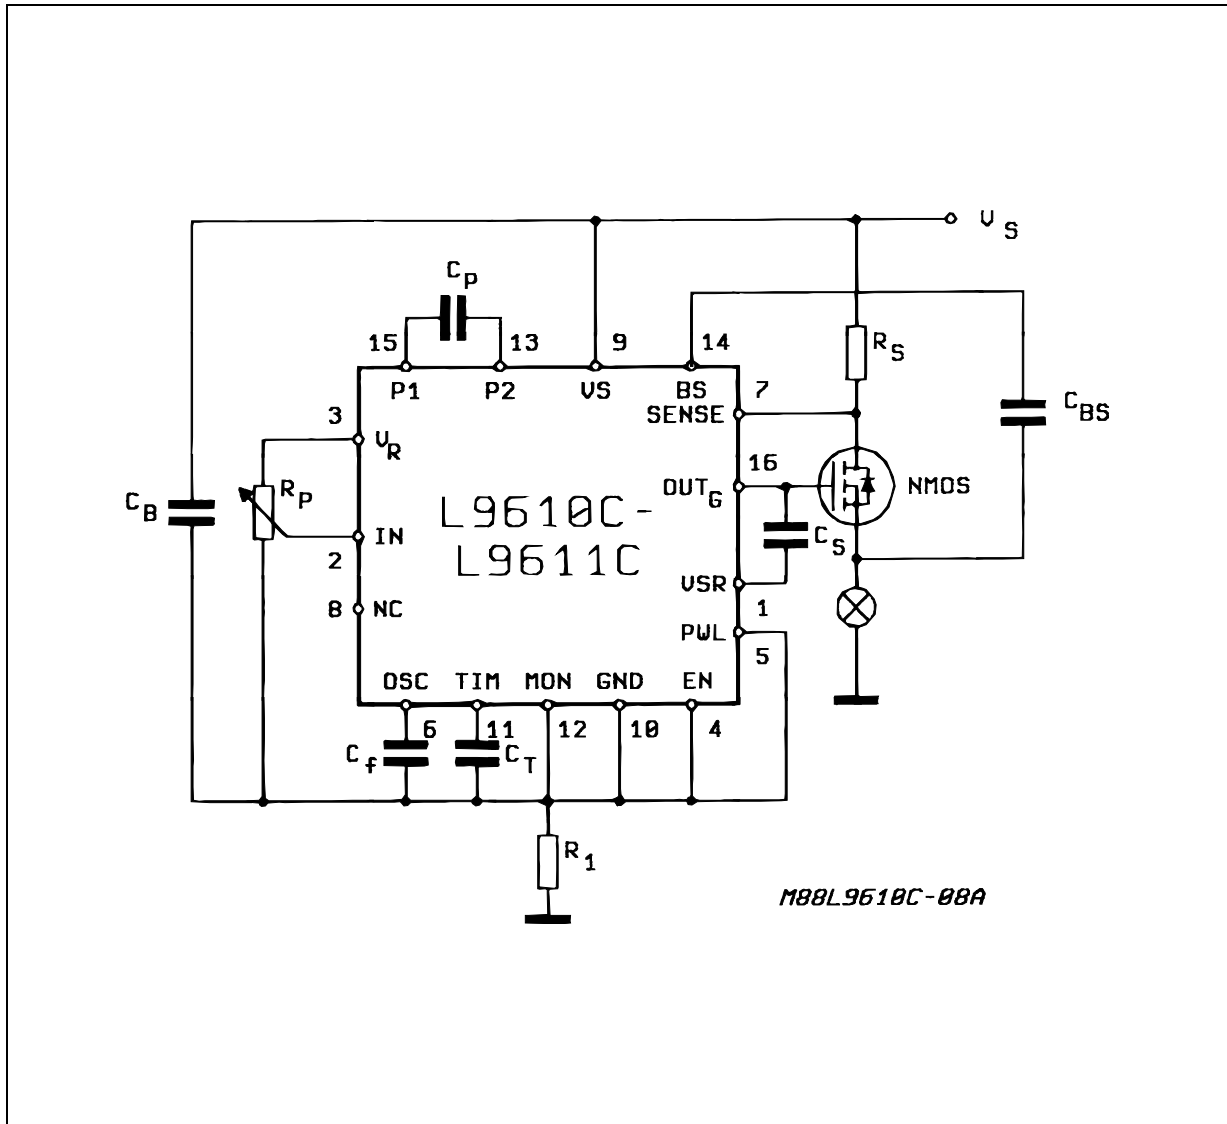 V S
C P
15 13 9 14
R S
P1 P2 VS BS
7
SENSE
C BS
3
V R
16
R P
OUT G
NMOS
C B
L9610C-
L9611C
C S
IN
2
VSR
8 NC
1
PWL
5
OSC TIM MON GND EN
6 11 12 10 4
C f
C T
R 1
M88L9610C-08A